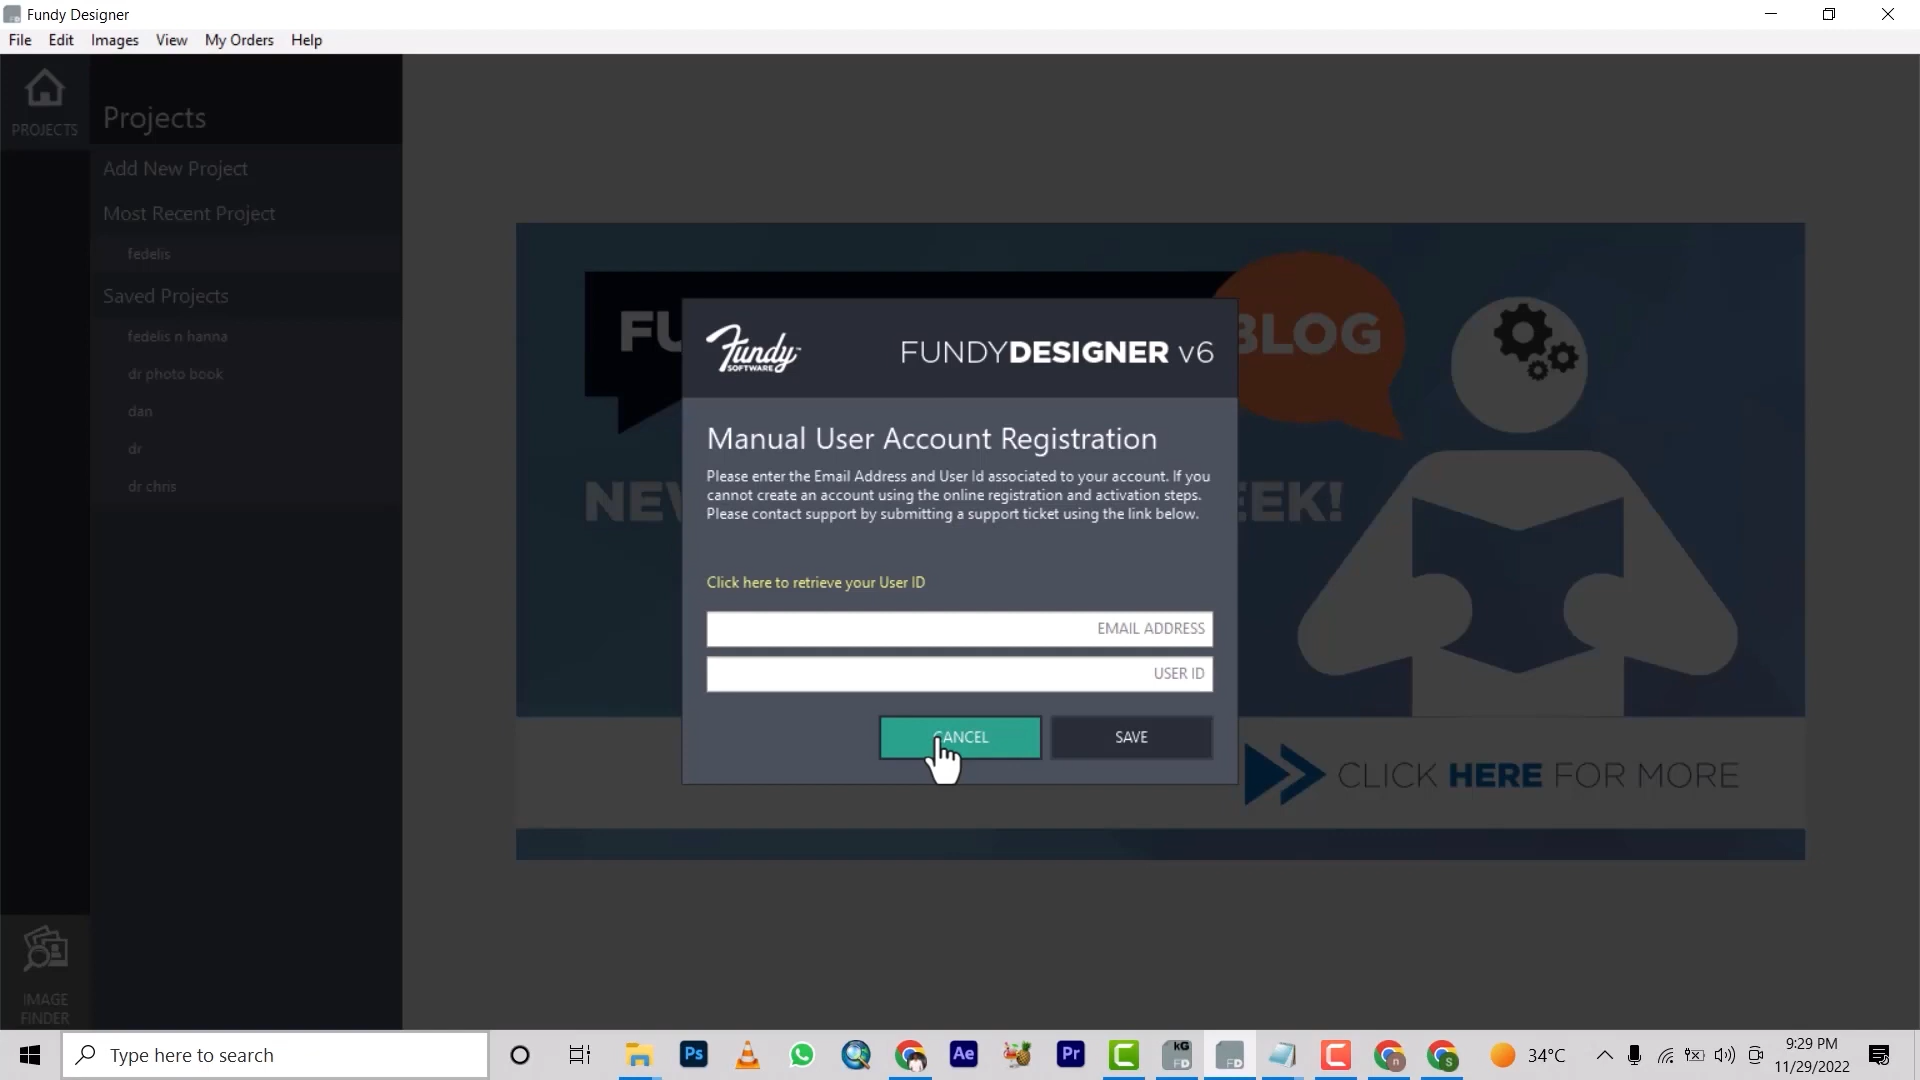 Fundy Designer
File Edit Images View My Orders Help
PROJECTS
Projects
Add New Project
Most Recent Project
fedelis
Saved Projects
fedelis n hanna
dr photo book
dan
dr
dr chris
IMAGE
FINDER
FU
BLOG
NEW
EEK!
Fundy
SOFTWARE
FUNDYDESIGNER v6
Manual User Account Registration
Please enter the Email Address and User Id associated to your account. If you
cannot create an account using the online registration and activation steps.
Please contact support by submitting a support ticket using the link below.
Click here to retrieve your User ID
EMAIL ADDRESS
USER ID
CANCEL
SAVE
CLICK HERE FOR MORE
Type here to search
Ps
Ae
Pr
kG
FD
FD
n
S
34°C
9:29 PM
11/29/2022